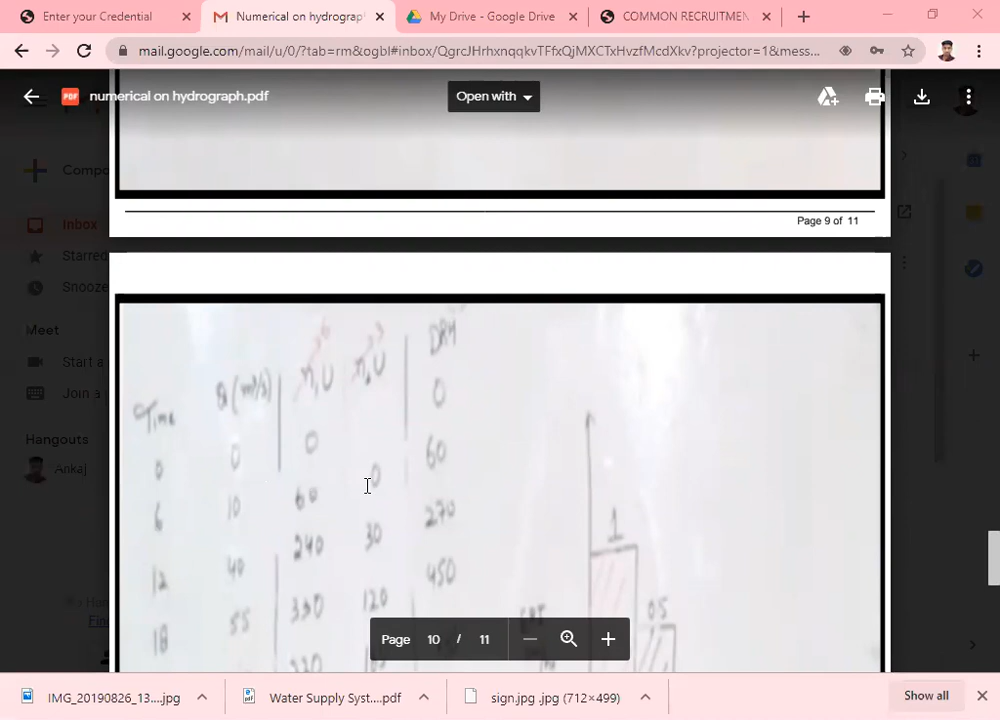 Enter your Credential
Numerical on hydrograp
My Drive - Google Drive
COMMON RECRUITMEN
mail.google.com/mail/u/0/?tab=rm&ogbl#inbox/QgrcJHrhxnqqkvTFfxQjMXCTxHvzfMcdXkv?projector=1&mess...
PDF numerical on hydrograph.pdf
Open with
Compo
Inbox
Starred
Snooze
Meet
Start a
Join a
Hangouts
Ankaj
Page 9 of 11
Time Q (m³/s) n,U n,U DRH
0 0 0 0
6 10 60 0 60
12 40 240 30 270
18 55 330 120 450
1
0.5
Page 10 / 11
IMG_20190826_13....jpg
Water Supply Syst....pdf
sign.jpg .jpg (712×499)
Show all